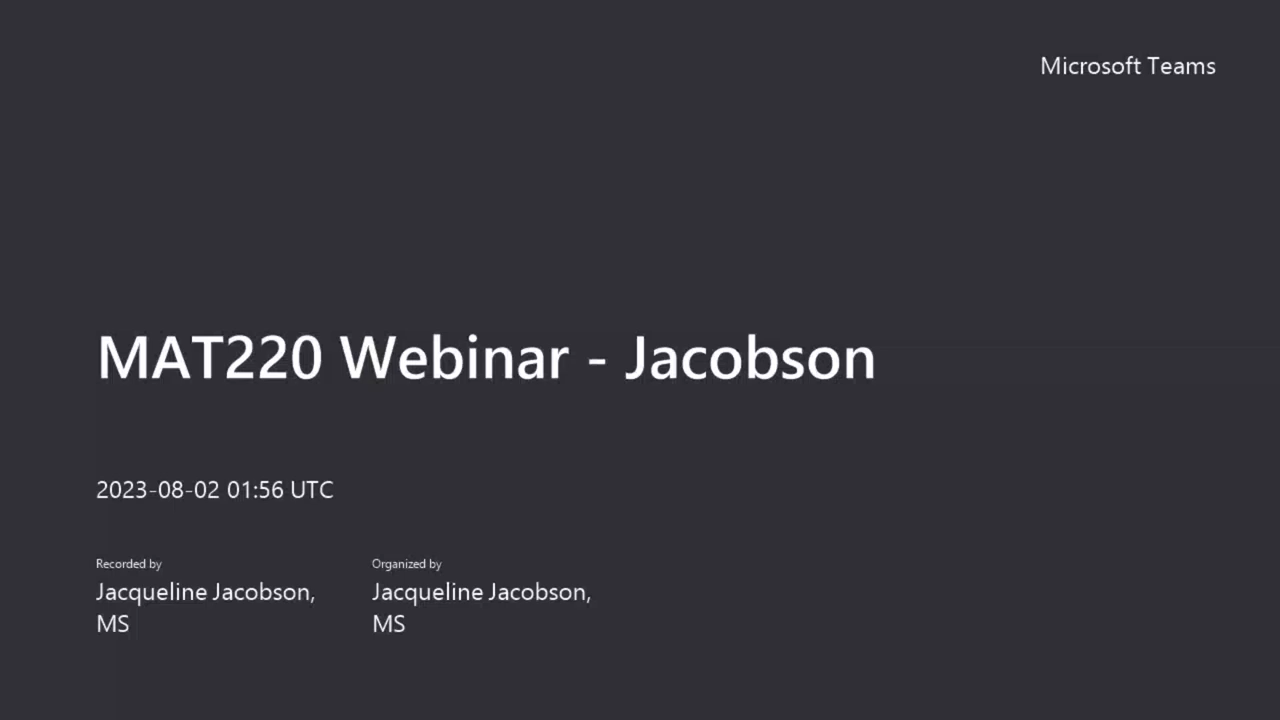 Microsoft Teams
MAT220 Webinar - Jacobson
2023-08-02 01:56 UTC
Recorded by
Jacqueline Jacobson,
MS
Organized by
Jacqueline Jacobson,
MS